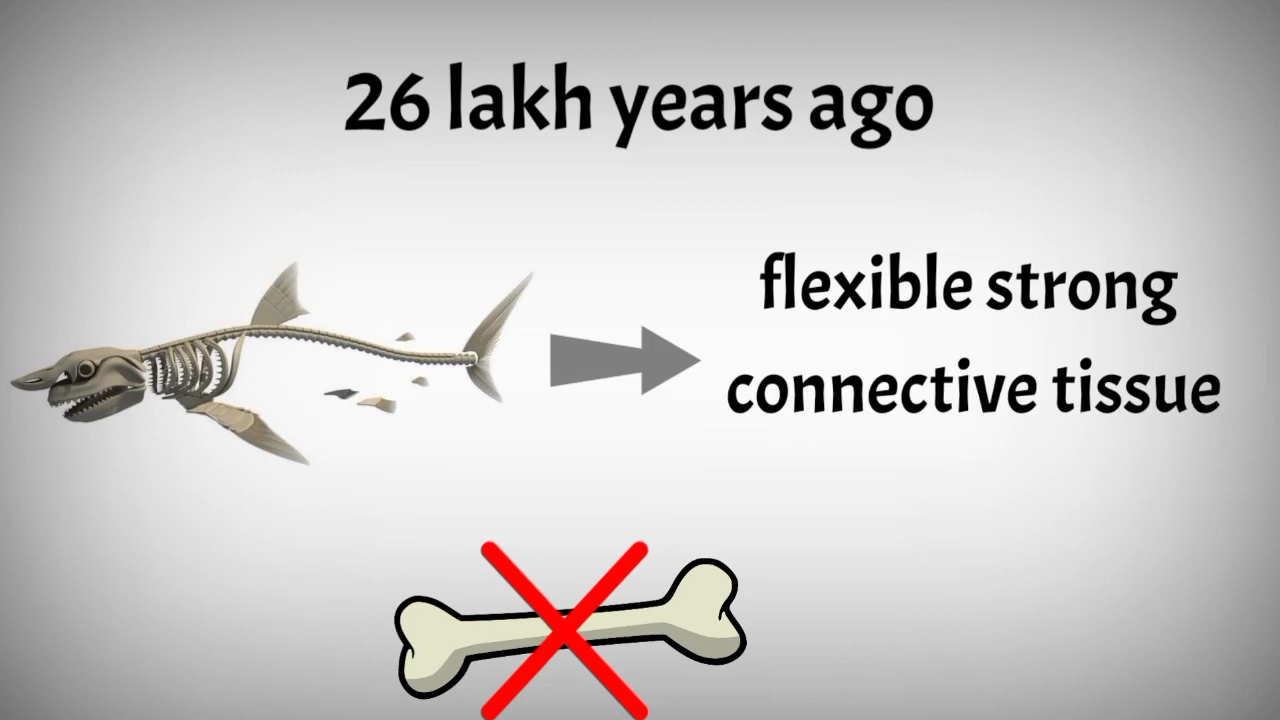 26 lakh years ago
flexible strong
connective tissue